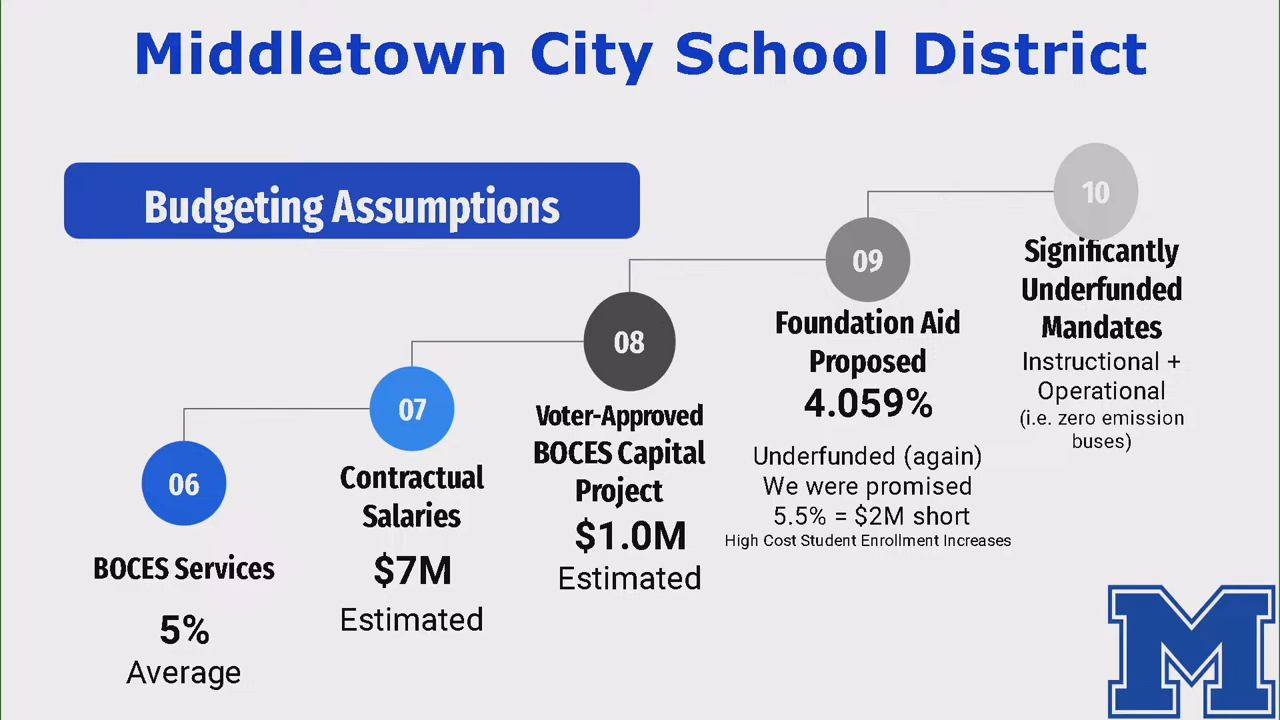 Middletown City School District
Budgeting Assumptions
06
BOCES Services
5%
Average
07
Contractual
Salaries
$7M
Estimated
08
Voter-Approved
BOCES Capital
Project
$1.0M
Estimated
09
Foundation Aid
Proposed
4.059%
Underfunded (again)
We were promised
5.5% = $2M short
High Cost Student Enrollment Increases
10
Significantly
Underfunded
Mandates
Instructional +
Operational
(i.e. zero emission
buses)
M